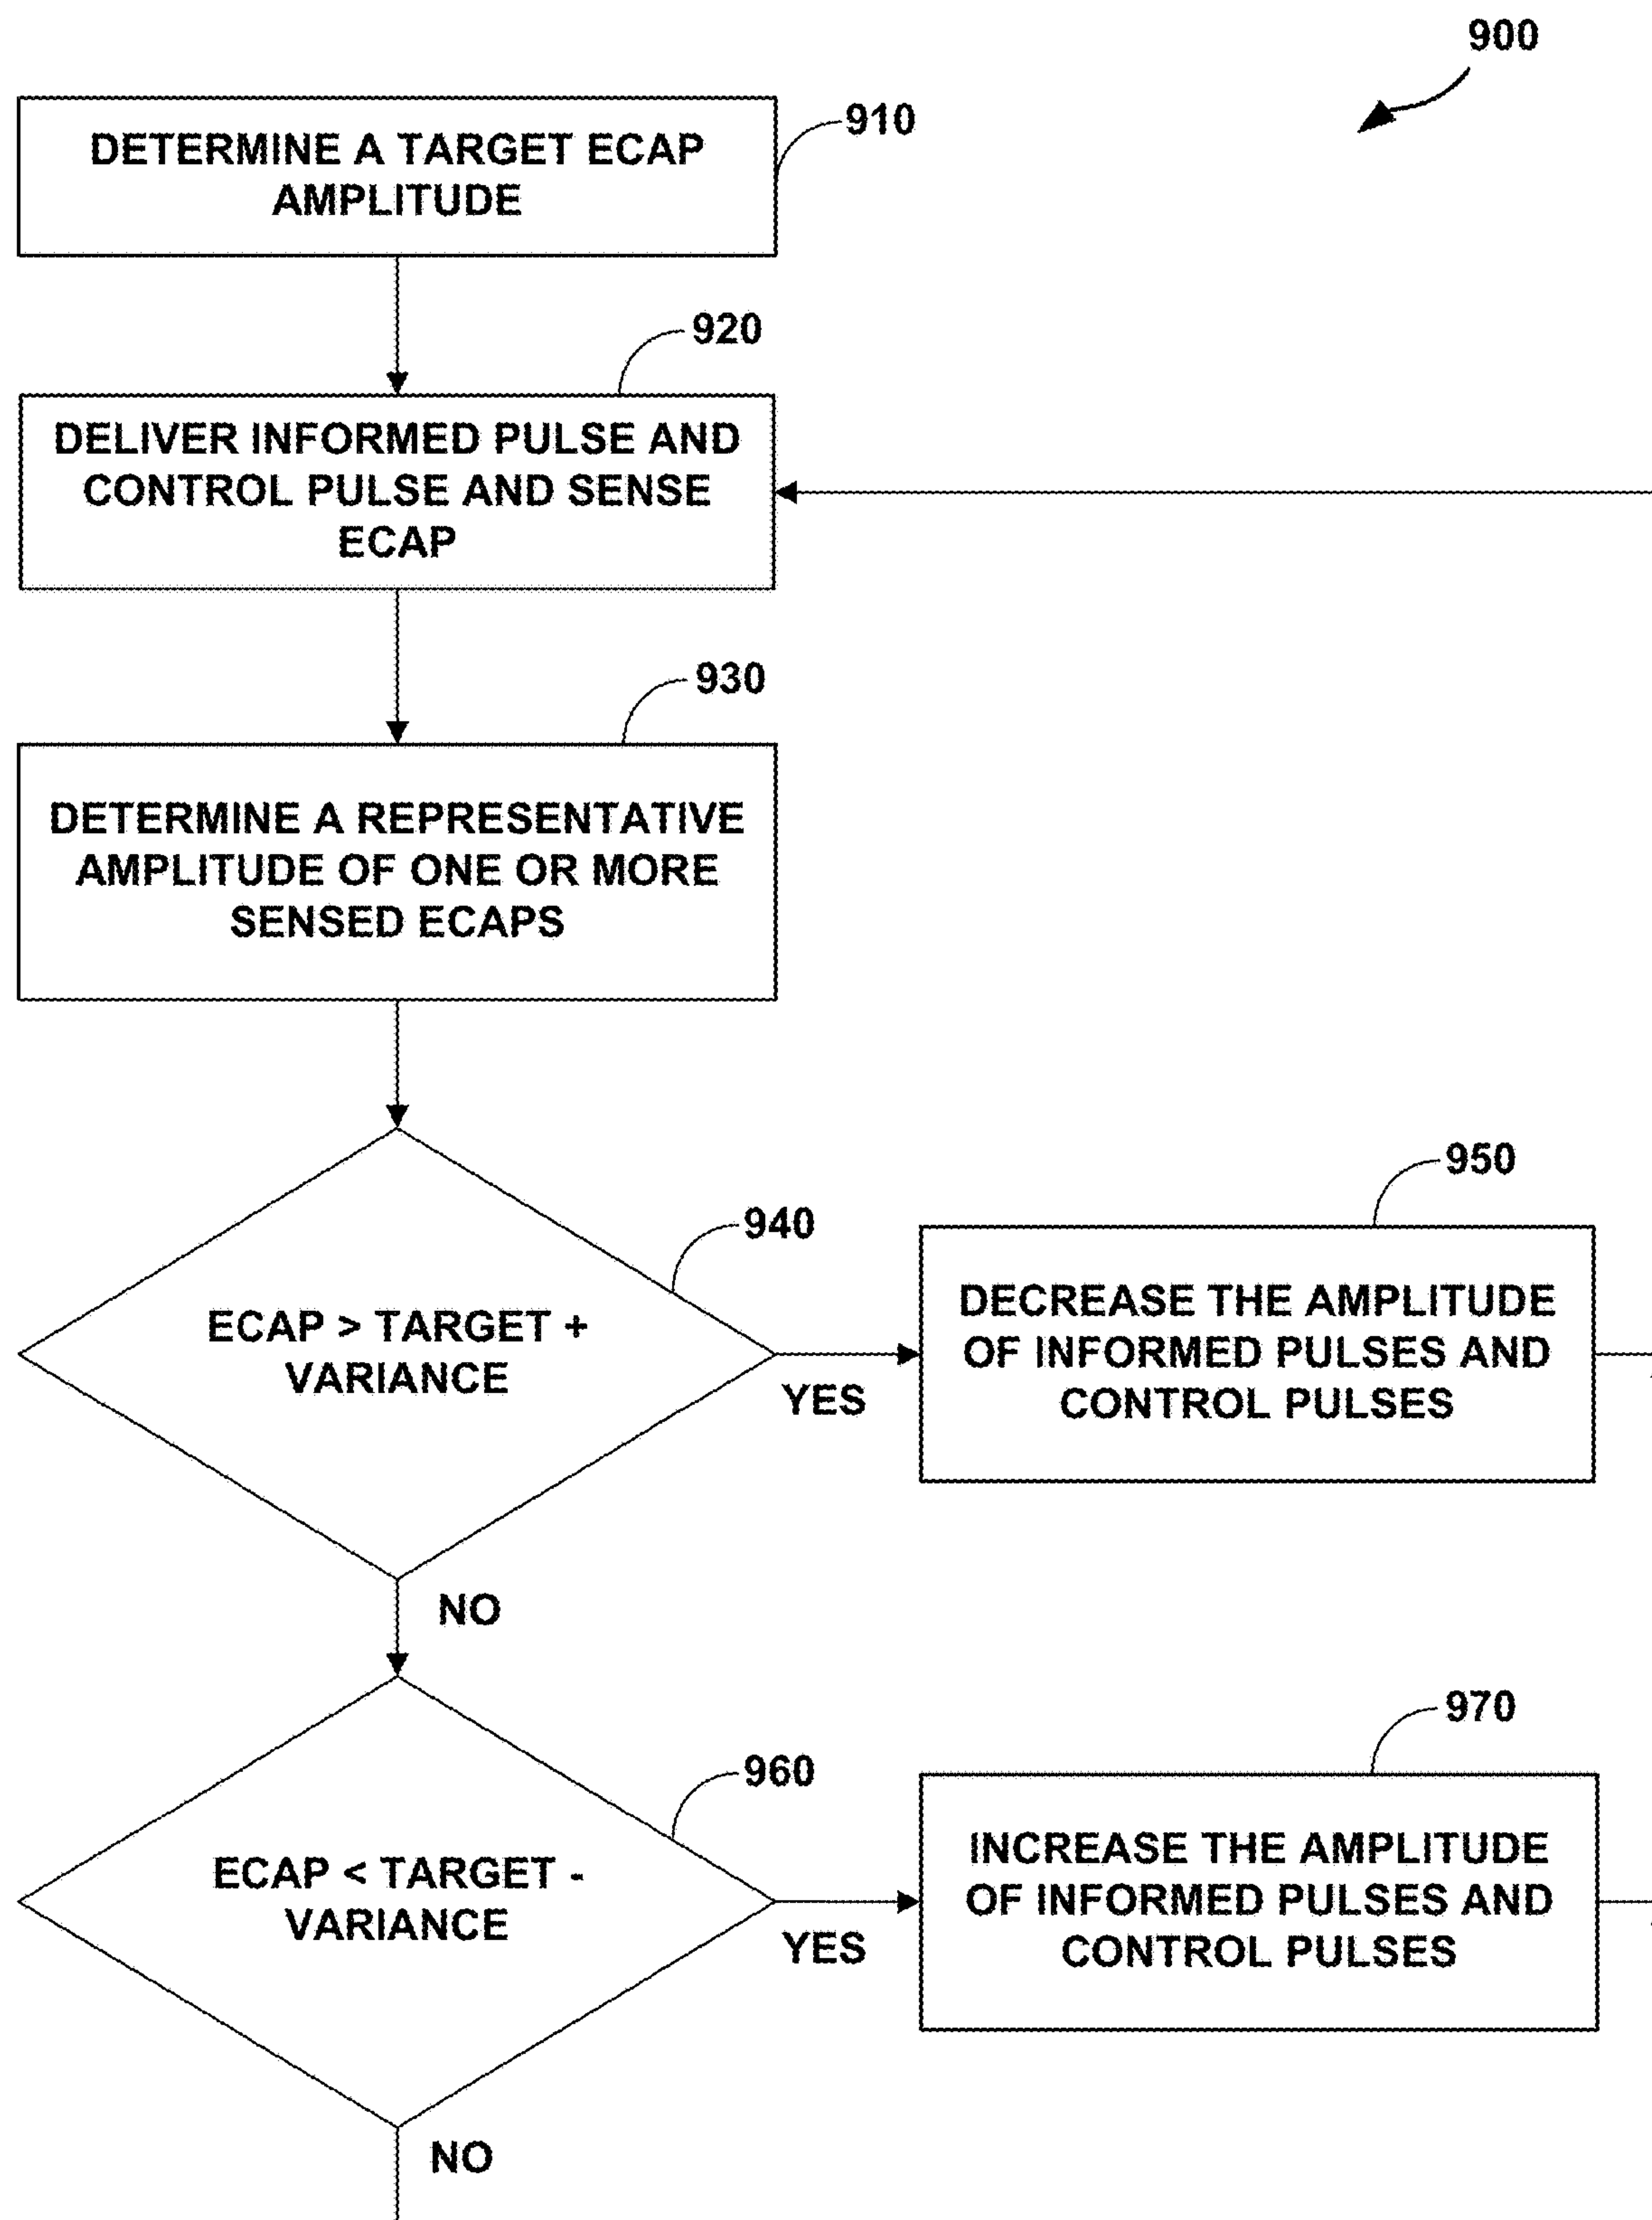 900
910
DETERMINE A TARGET ECAP
AMPLITUDE
920
DELIVER INFORMED PULSE AND
CONTROL PULSE AND SENSE
ECAP
930
DETERMINE A REPRESENTATIVE
AMPLITUDE OF ONE OR MORE
SENSED ECAPS
940
ECAP > TARGET +
VARIANCE
YES
950
DECREASE THE AMPLITUDE
OF INFORMED PULSES AND
CONTROL PULSES
NO
960
ECAP < TARGET -
VARIANCE
YES
970
INCREASE THE AMPLITUDE
OF INFORMED PULSES AND
CONTROL PULSES
NO